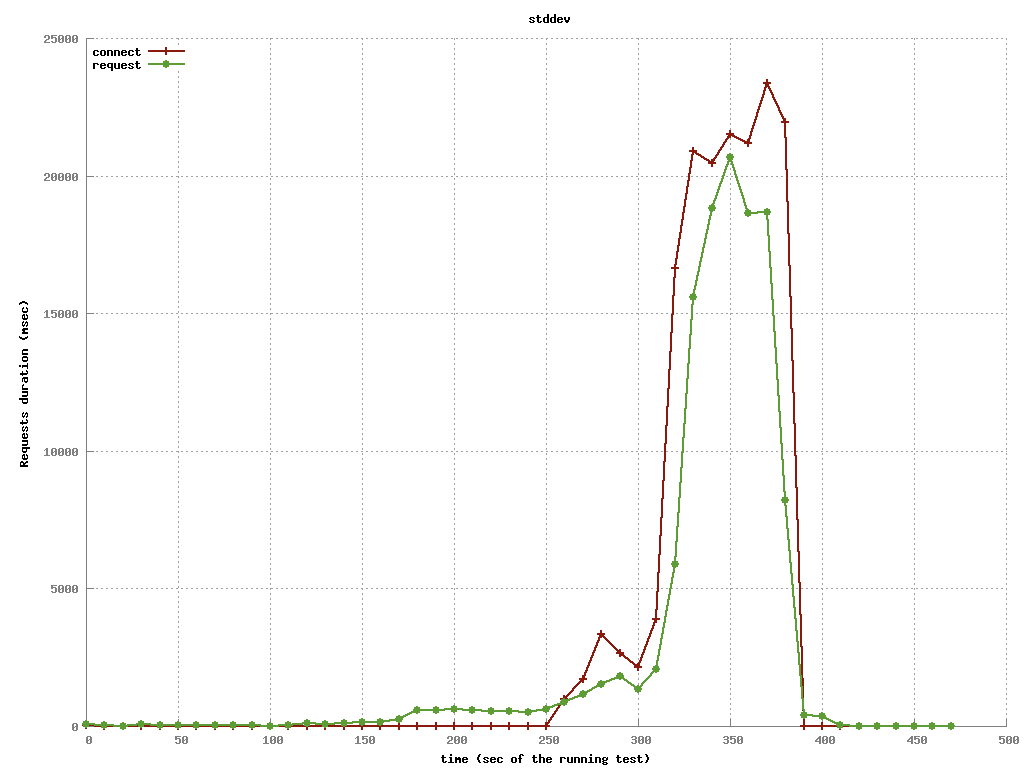 stddev
25000
connect
request
20000
15000
Requests duration (msec)
10000
5000
0
0 50 100 150 200 250 300 350 400 450 500
time (sec of the running test)